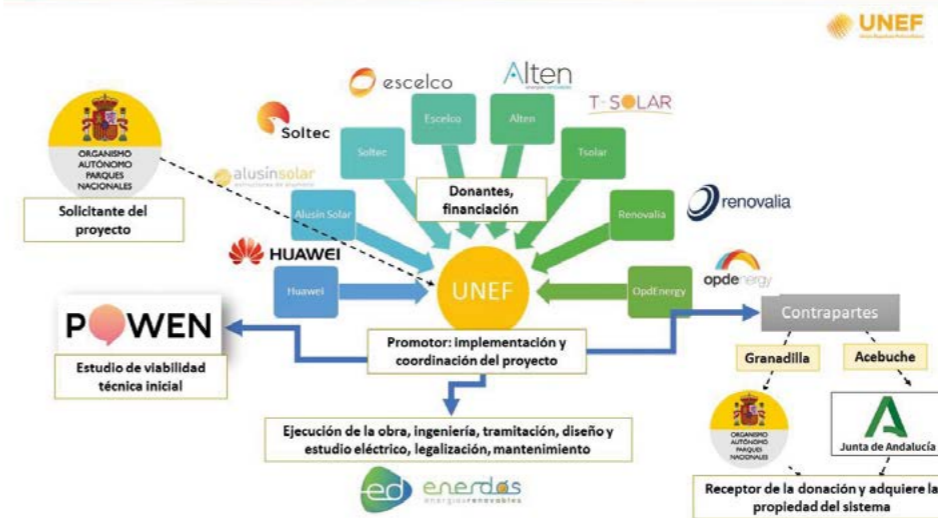 UNEF
escelco
Alten
T-SOLAR
Soltec
Escelco
Alten
Soltec
Tsolar
ORGANISMO
AUTÓNOMO
PARQUES
NACIONALES
alusinsolar
Donantes,
financiación
Solicitante del
proyecto
Alusin Solar
Renovalia
renovalia
HUAWEI
Huawei
UNEF
OpdEnergy
opdenergy
POWEN
Contrapartes
Promotor: implementación y
coordinación del proyecto
Estudio de viabilidad
técnica inicial
Granadilla
Acebuche
Ejecución de la obra, ingeniería, tramitación, diseño y
estudio eléctrico, legalización, mantenimiento
ORGANISMO
AUTÓNOMO
PARQUES
NACIONALES
Junta de Andalucía
ed
enerdós
energíasrenovables
Receptor de la donación y adquiere la
propiedad del sistema